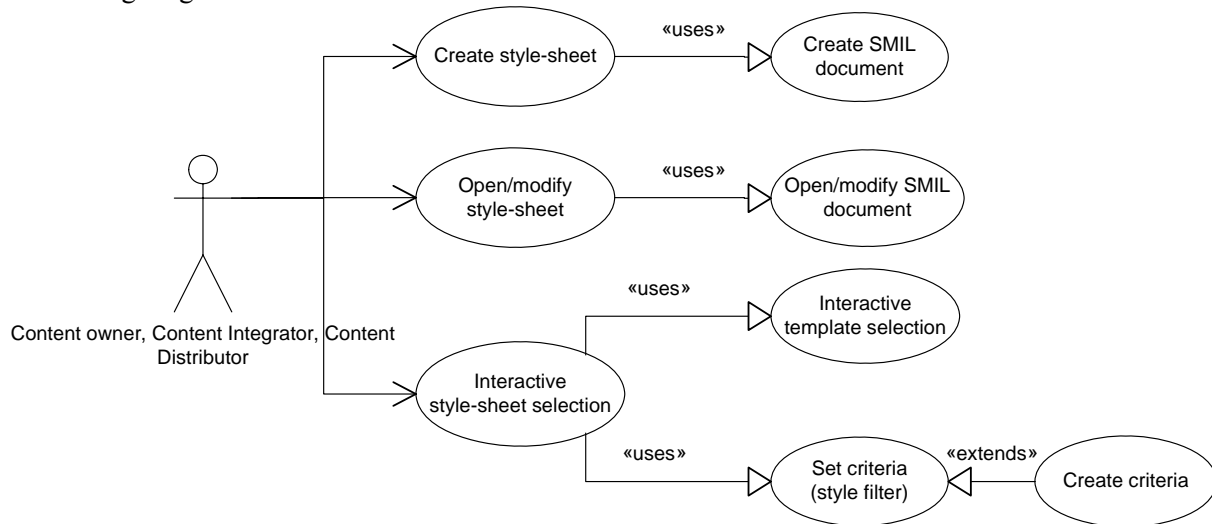 «uses»
Create style-sheet
Create SMIL
document
«uses»
Open/modify
style-sheet
Open/modify SMIL
document
«uses»
Interactive
template selection
Content owner, Content Integrator, Content
Distributor
Interactive
style-sheet selection
«uses»
Set criteria
(style filter)
«extends»
Create criteria